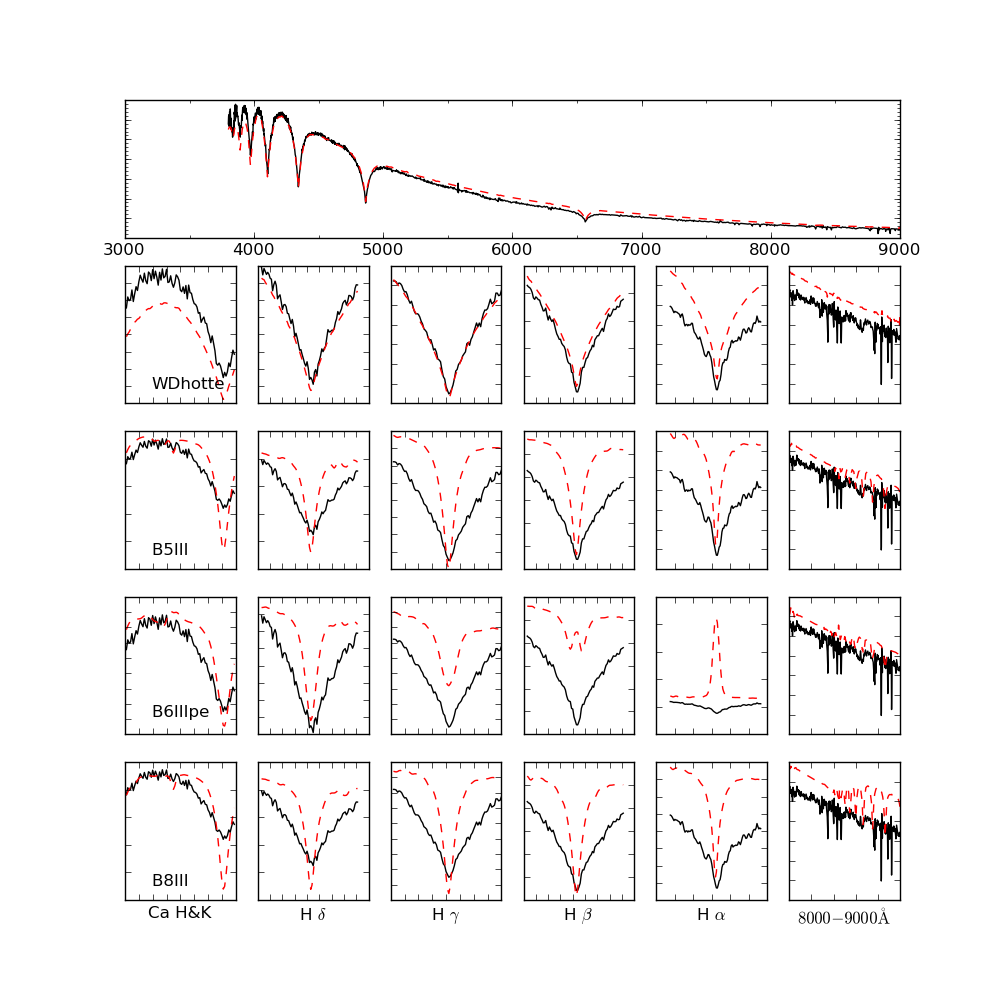 3000 4000 5000 6000 7000 8000 9000
WDhotte
B5III
B6IIIpe
B8III
Ca H&K H δ H γ H β H α 8000−9000Å